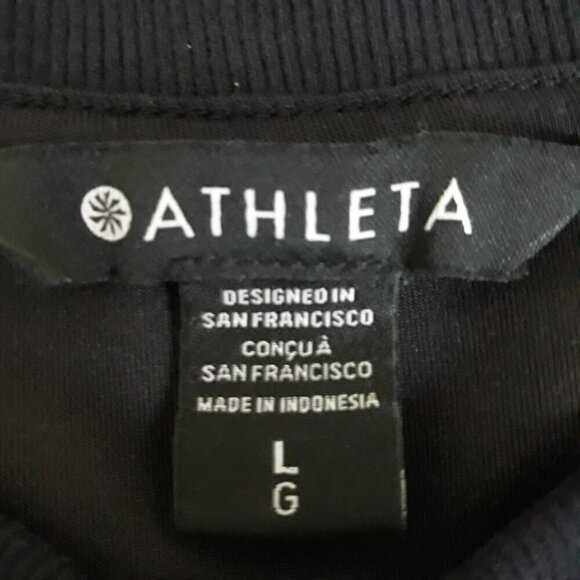 ATHLETA
DESIGNED IN
SAN FRANCISCO
CONÇU À
SAN FRANCISCO
MADE IN INDONESIA
L
G